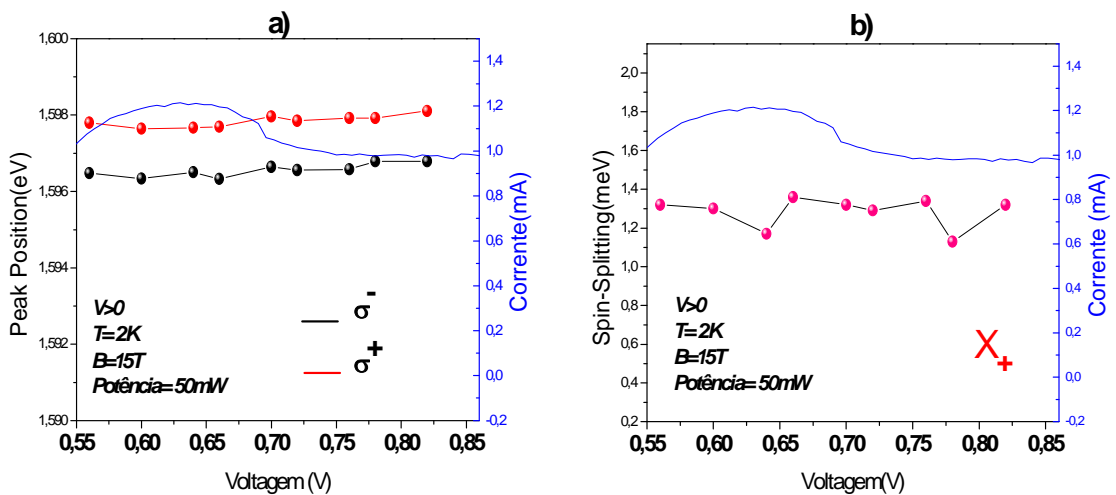 a)
1,600
1,598
1,596
1,594
1,592
1,590
Peak Position(eV)
1,4
1,2
1,0
0,8
0,6
0,4
0,2
0,0
-0,2
Corrente(mA)
V>0
T=2K
B=15T
Potência=50mW
σ-
σ+
0,55 0,60 0,65 0,70 0,75 0,80 0,85
Voltagem (V)
b)
2,0
1,8
1,6
1,4
1,2
1,0
0,8
0,6
0,4
0,2
Spin-Splitting(meV)
1,4
1,2
1,0
0,8
0,6
0,4
0,2
0,0
-0,2
Corrente (mA)
V>0
T=2K
B=15T
Potência=50mW
X+
0,55 0,60 0,65 0,70 0,75 0,80 0,85
Voltagem(V)